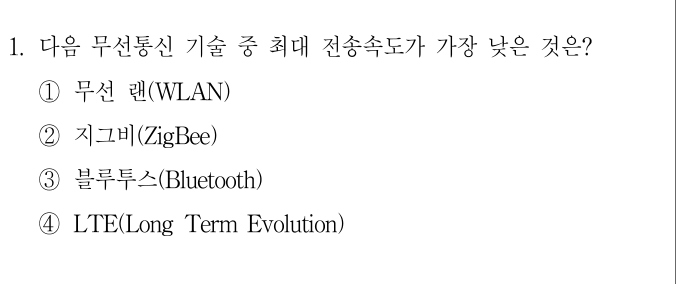 1. 다음 무선통신 기술 중 최대 전송속도가 가장 낮은 것은?
① 무선 랜(WLAN)
② 지그비(ZigBee)
③ 블루투스(Bluetooth)
④ LTE(Long Term Evolution)